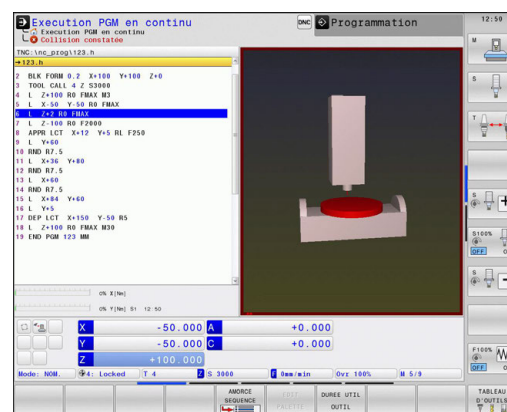 Execution PGM en continu
DNC
Programmation
12:50
Execution PGM en continu
Collision constatée
TNC:\nc_prog\123.h
→123.h
2 BLK FORM 0.2 X+100 Y+100 Z+0
3 TOOL CALL 4 Z S3000
4 L Z+100 R0 FMAX M3
5 L X-50 Y-50 R0 FMAX
6 L Z+2 R0 FMAX
7 L Z-100 R0 F2000
8 APPR LCT X+12 Y+5 RL F250
9 L Y+60
10 RND R7.5
11 L X+36 Y+80
12 RND R7.5
13 L X+60
14 RND R7.5
15 L X+84 Y+60
16 L Y+5
17 DEP LCT X+150 Y-50 R5
18 L Z+100 R0 FMAX M30
19 END PGM 123 MM
M
S
T
S
S100%
OFF
S
F100%
OFF
0% X[Nm]
0% Y[Nm] S1 12:50
X -50.000 A +0.000
Y -50.000 C +0.000
Z +100.000
Mode: NOM. 4: Locked T 4 Z S 3000 F 0mm/min Ovr 100% M 5/9
AMORCE SEQUENCE
EDIT PALETTE
DUREE UTIL OUTIL
TABLEAU D'OUTILS